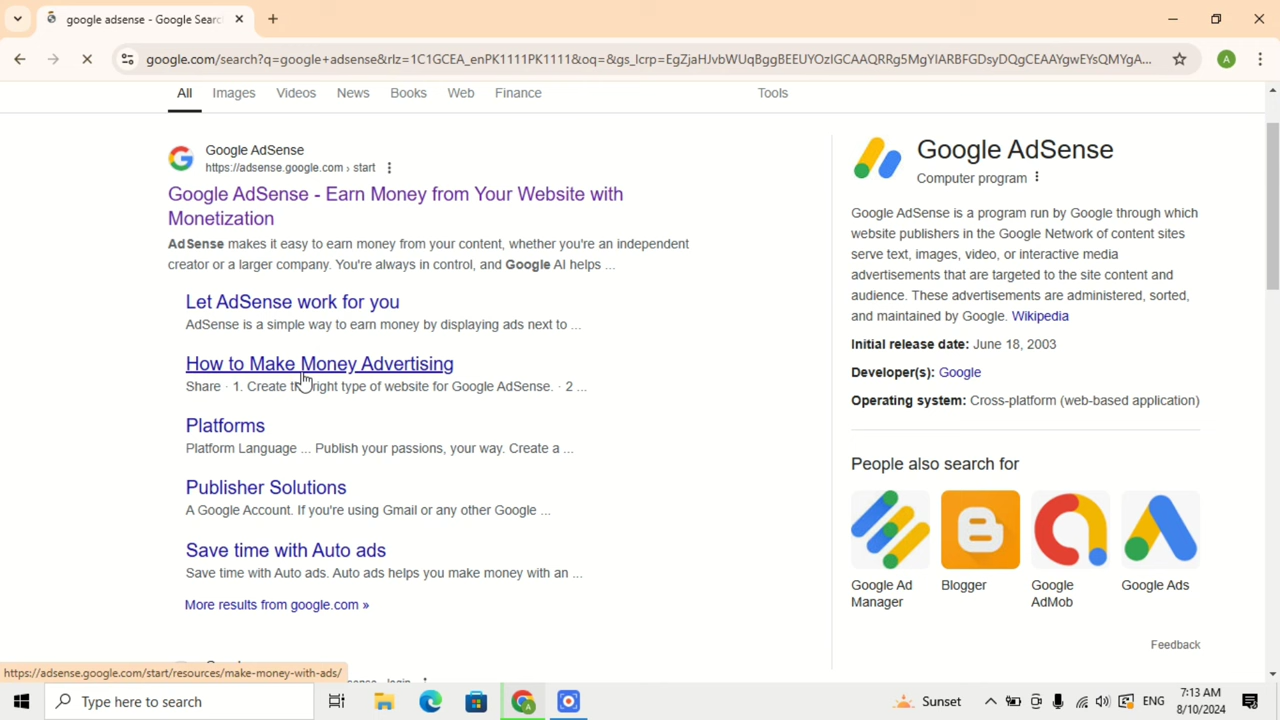 google adsense - Google Searc
google.com/search?q=google+adsense&rlz=1C1GCEA_enPK1111PK1111&oq=&gs_lcrp=EgZjaHJvbWUqBggBEEUYOzIGCAAQRRg5MgYIARBFGDsyDQgCEAAYgwEYsQMYgA...
A
All Images Videos News Books Web Finance Tools
Google AdSense
https://adsense.google.com › start
Google AdSense - Earn Money from Your Website with
Monetization
AdSense makes it easy to earn money from your content, whether you're an independent
creator or a larger company. You're always in control, and Google AI helps ...
Let AdSense work for you
AdSense is a simple way to earn money by displaying ads next to ...
How to Make Money Advertising
Share · 1. Create the right type of website for Google AdSense. · 2 ...
Platforms
Platform Language ... Publish your passions, your way. Create a ...
Publisher Solutions
A Google Account. If you're using Gmail or any other Google ...
Save time with Auto ads
Save time with Auto ads. Auto ads helps you make money with an ...
More results from google.com »
https://adsense.google.com/start/resources/make-money-with-ads/
Google AdSense
Computer program
Google AdSense is a program run by Google through which
website publishers in the Google Network of content sites
serve text, images, video, or interactive media
advertisements that are targeted to the site content and
audience. These advertisements are administered, sorted,
and maintained by Google. Wikipedia
Initial release date: June 18, 2003
Developer(s): Google
Operating system: Cross-platform (web-based application)
People also search for
Google Ad
Manager
Blogger
Google
AdMob
Google Ads
Feedback
Type here to search
Sunset
ENG
7:13 AM
8/10/2024